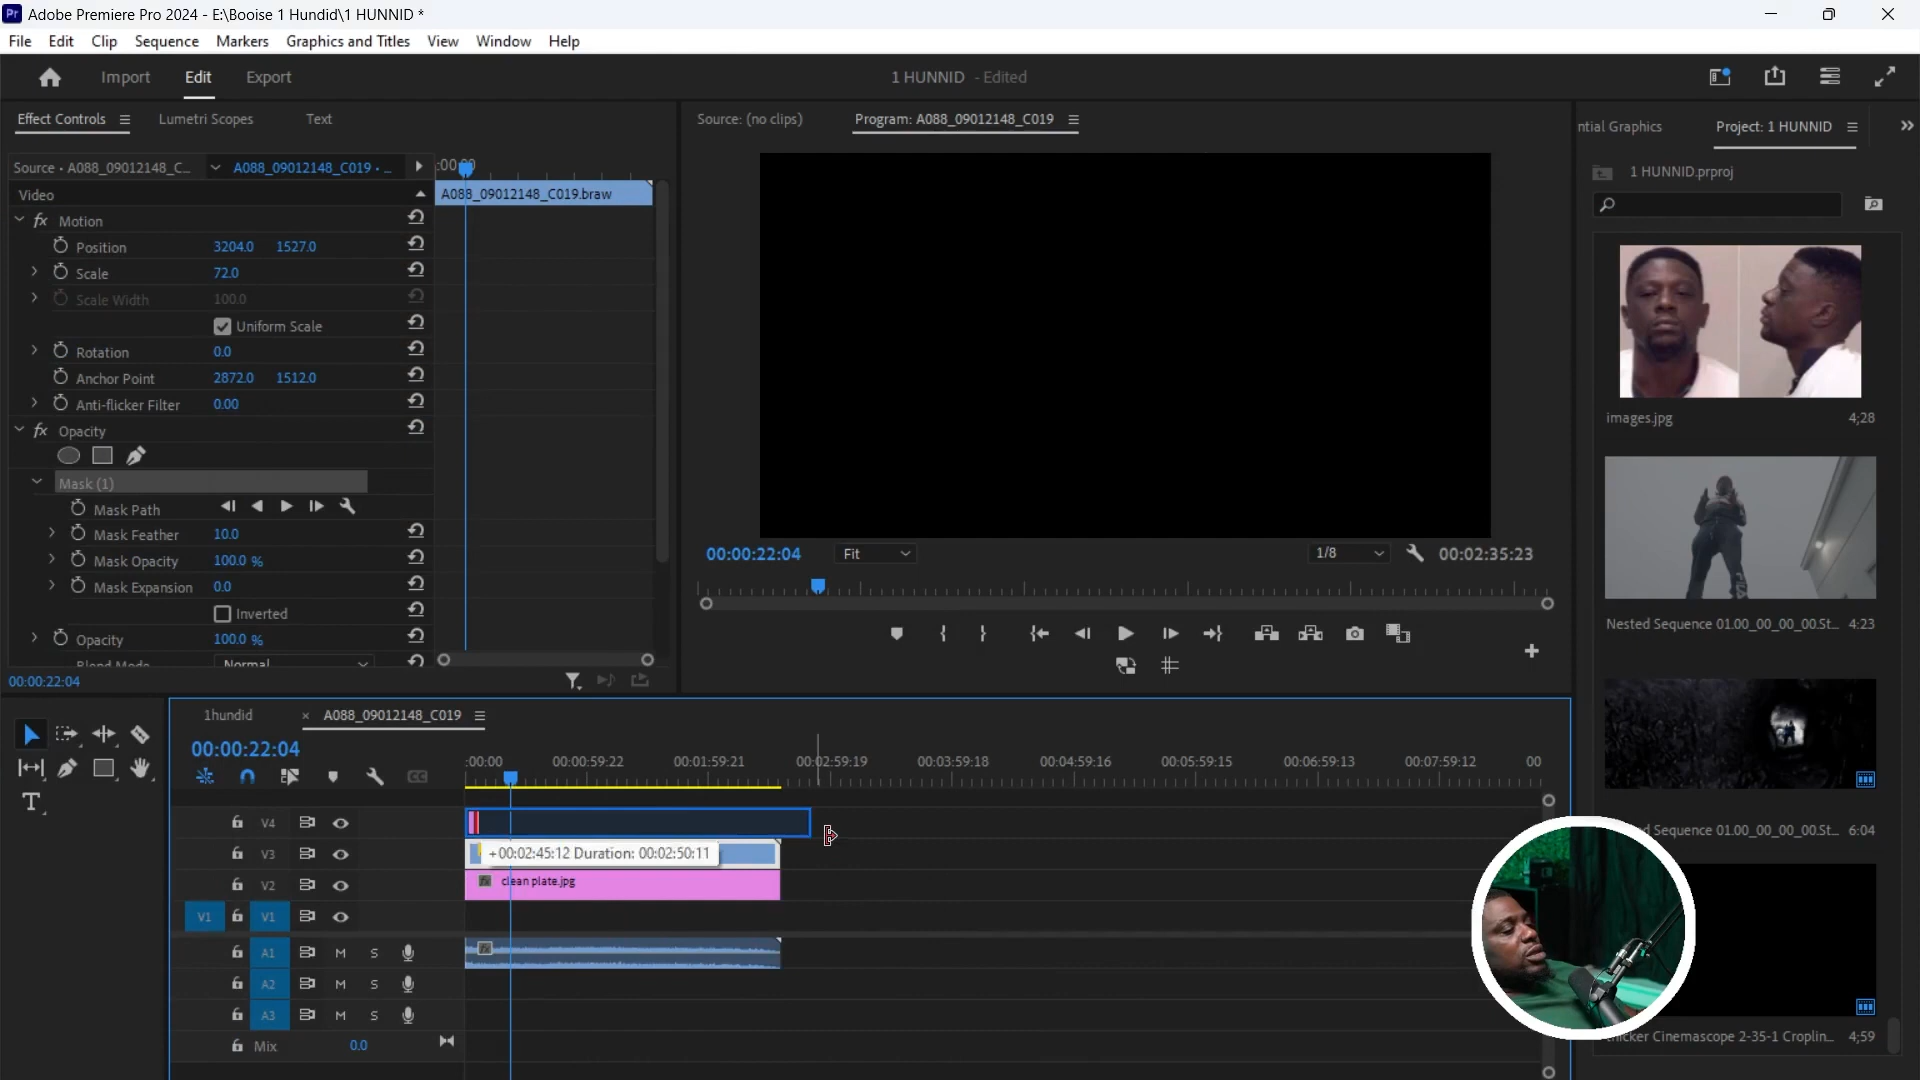 Pr Adobe Premiere Pro 2024 - E:\Booise 1 Hundid\1 HUNNID *
File Edit Clip Sequence Markers Graphics and Titles View Window Help
Import Edit Export 1 HUNNID - Edited
Effect Controls Lumetri Scopes Text
Source: (no clips) Program: A088_09012148_C019
ntial Graphics Project: 1 HUNNID
Source • A088_09012148_C... A088_09012148_C019 • ... :00:00
Video
A088_09012148_C019.braw
fx Motion
Position 3204.0 1527.0
Scale 72.0
Scale Width 100.0
Uniform Scale
Rotation 0.0
Anchor Point 2872.0 1512.0
Anti-flicker Filter 0.00
fx Opacity
Mask (1)
Mask Path
Mask Feather 10.0
Mask Opacity 100.0 %
Mask Expansion 0.0
Inverted
Opacity 100.0 %
Blend Mode Normal
00:00:22:04
00:00:22:04 Fit 1/8 00:02:35:23
1 HUNNID.prproj
images.jpg 4;28
Nested Sequence 01.00_00_00_00.St... 4:23
d Sequence 01.00_00_00_00.St... 6:04
hicker Cinemascope 2-35-1 Croplin... 4;59
1hundid × A088_09012148_C019
00:00:22:04
:00:00 00:00:59:22 00:01:59:21 00:02:59:19 00:03:59:18 00:04:59:16 00:05:59:15 00:06:59:13 00:07:59:12 00
V4
V3 +00:02:45:12 Duration: 00:02:50:11
V2 fx clean plate.jpg
V1 V1
A1 M S fx
A2 M S
A3 M S
Mix 0.0